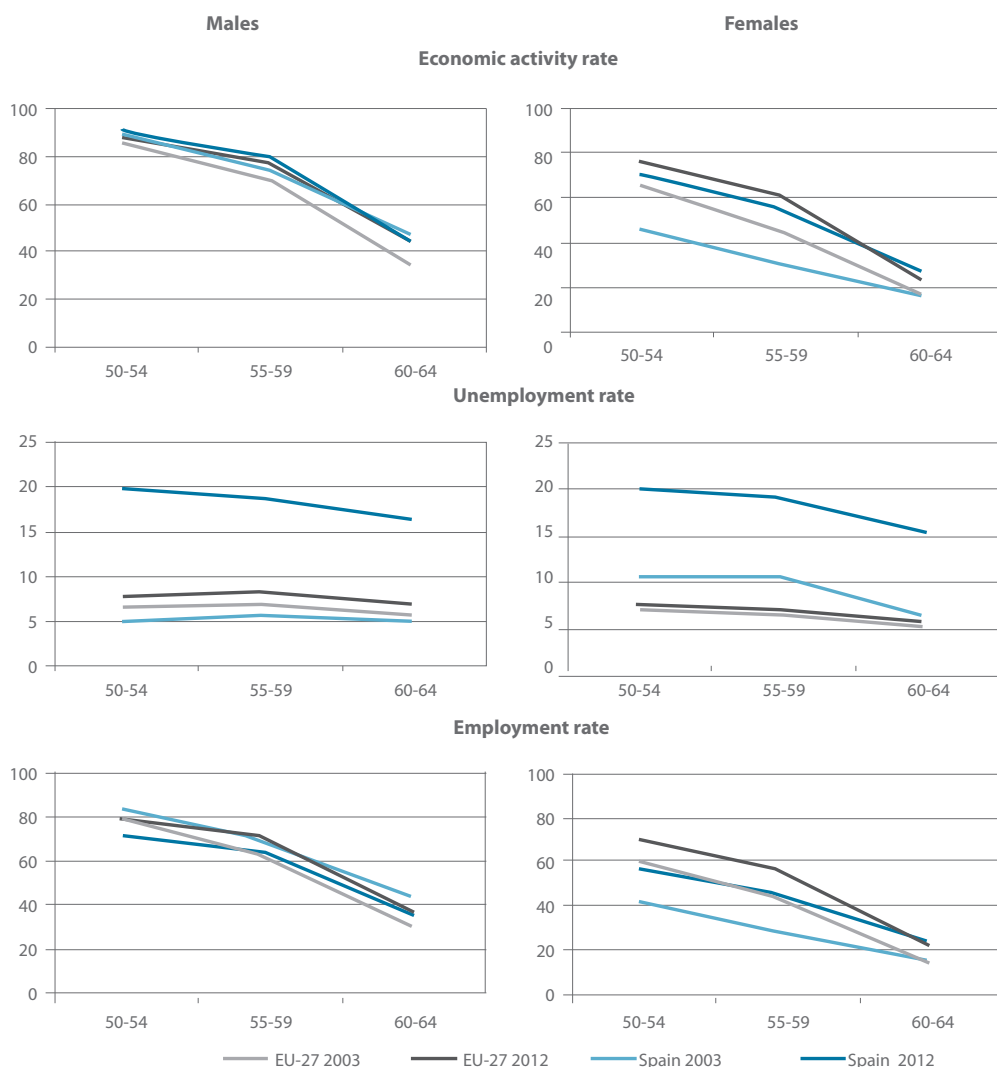 Males Females
Economic activity rate
100 100
80 80
60 60
40 40
20 20
0 0
50-54 55-59 60-64 50-54 55-59 60-64
Unemployment rate
25 25
20 20
15 15
10 10
5 5
0 0
50-54 55-59 60-64 50-54 55-59 60-64
Employment rate
100 100
80 80
60 60
40 40
20 20
0 0
50-54 55-59 60-64 50-54 55-59 60-64
EU-27 2003 EU-27 2012 Spain 2003 Spain 2012